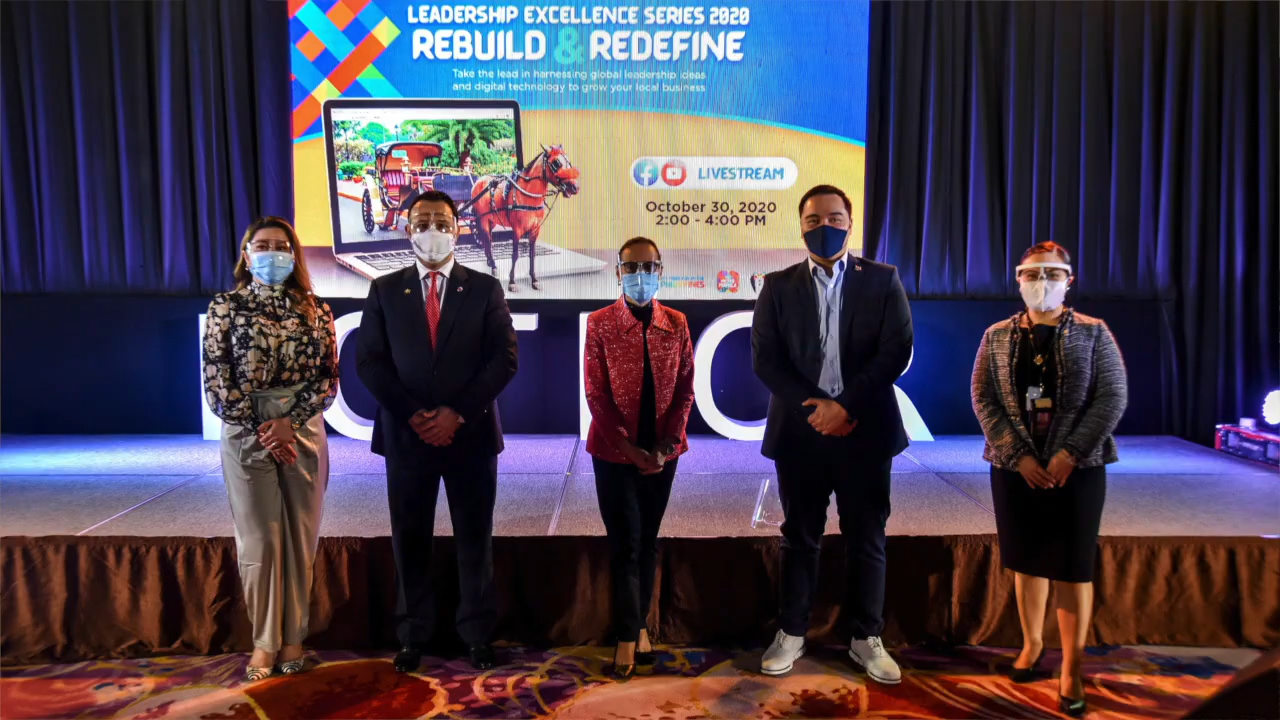 LEADERSHIP EXCELLENCE SERIES 2020
REBUILD & REDEFINE
Take the lead in harnessing global leadership ideas
and digital technology to grow your local business
LIVESTREAM
October 30, 2020
2:00 - 4:00 PM
PHILIPPINES